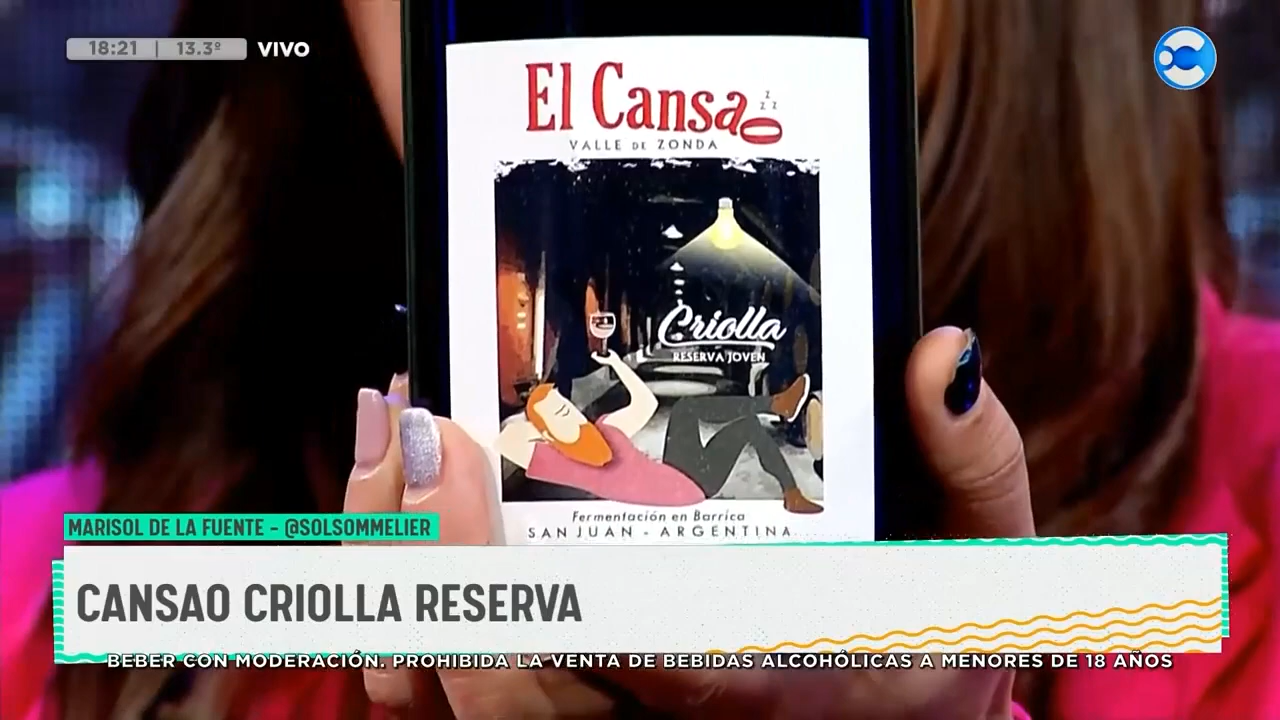 18:21 | 13.3º VIVO
El Cansao
z z z
VALLE DE ZONDA
Criolla
RESERVA JOVEN
Fermentación en Barrica
SAN JUAN - ARGENTINA
MARISOL DE LA FUENTE - @SOLSOMMELIER
CANSAO CRIOLLA RESERVA
BEBER CON MODERACIÓN. PROHIBIDA LA VENTA DE BEBIDAS ALCOHÓLICAS A MENORES DE 18 AÑOS